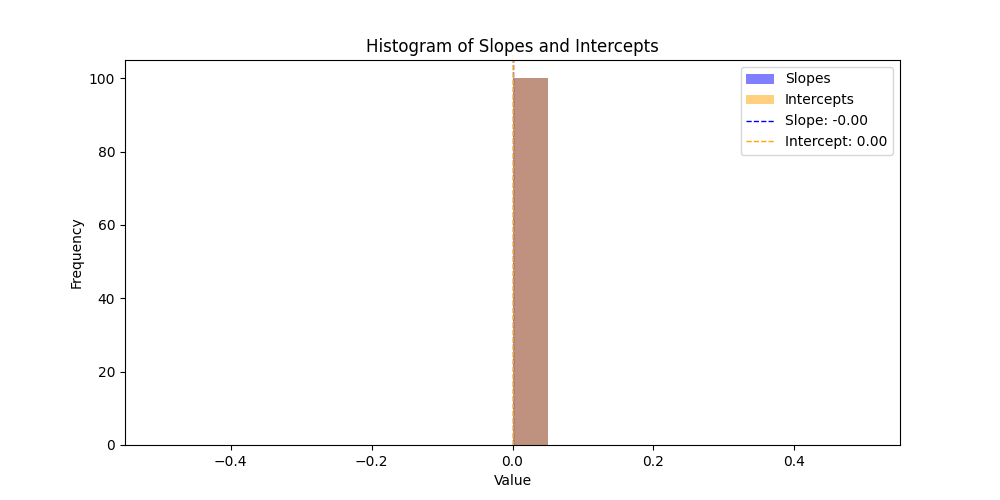 Histogram of Slopes and Intercepts
Slopes
Intercepts
Slope: -0.00
Intercept: 0.00
Frequency
100
80
60
40
20
0
−0.4
−0.2
0.0
0.2
0.4
Value